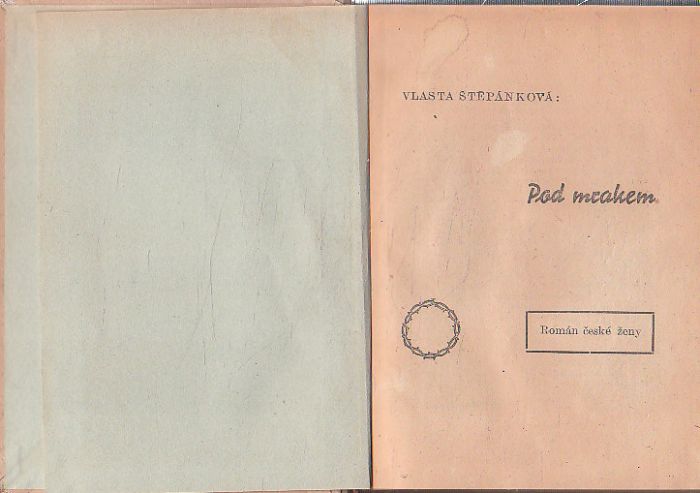 VLASTA ŠTĚPÁNKOVÁ:
Pod mrakem
Román české ženy